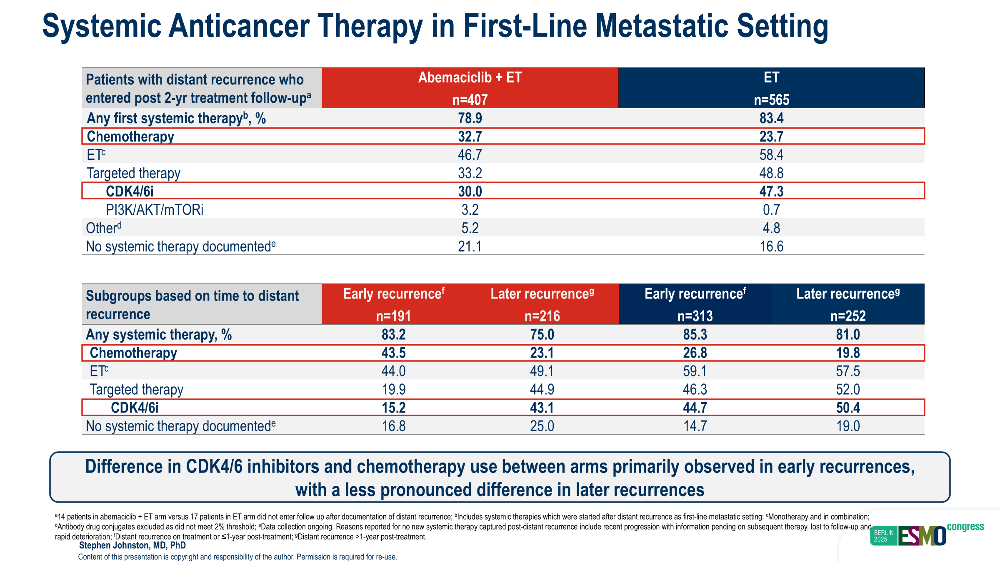 Systemic Anticancer Therapy in First-Line Metastatic Setting
Patients with distant recurrence who entered post 2-yr treatment follow-upᵃ Abemaciclib + ET n=407 ET n=565
Any first systemic therapyᵇ, % 78.9 83.4
Chemotherapy 32.7 23.7
ETᶜ 46.7 58.4
Targeted therapy 33.2 48.8
CDK4/6i 30.0 47.3
PI3K/AKT/mTORi 3.2 0.7
Otherᵈ 5.2 4.8
No systemic therapy documentedᵉ 21.1 16.6
Subgroups based on time to distant recurrence Early recurrenceᶠ n=191 Later recurrenceᵍ n=216 Early recurrenceᶠ n=313 Later recurrenceᵍ n=252
Any systemic therapy, % 83.2 75.0 85.3 81.0
Chemotherapy 43.5 23.1 26.8 19.8
ETᶜ 44.0 49.1 59.1 57.5
Targeted therapy 19.9 44.9 46.3 52.0
CDK4/6i 15.2 43.1 44.7 50.4
No systemic therapy documentedᵉ 16.8 25.0 14.7 19.0
Difference in CDK4/6 inhibitors and chemotherapy use between arms primarily observed in early recurrences,
with a less pronounced difference in later recurrences
ᵃ14 patients in abemaciclib + ET arm versus 17 patients in ET arm did not enter follow up after documentation of distant recurrence; ᵇIncludes systemic therapies which were started after distant recurrence as first-line metastatic setting; ᶜMonotherapy and in combination;
ᵈAntibody drug conjugates excluded as did not meet 2% threshold; ᵉData collection ongoing. Reasons reported for no new systemic therapy captured post-distant recurrence include recent progression with information pending on subsequent therapy, lost to follow-up and
rapid deterioration; ᶠDistant recurrence on treatment or ≤1-year post-treatment; ᵍDistant recurrence >1-year post-treatment.
Stephen Johnston, MD, PhD
Content of this presentation is copyright and responsibility of the author. Permission is required for re-use.
BERLIN
2025
ESMO congress